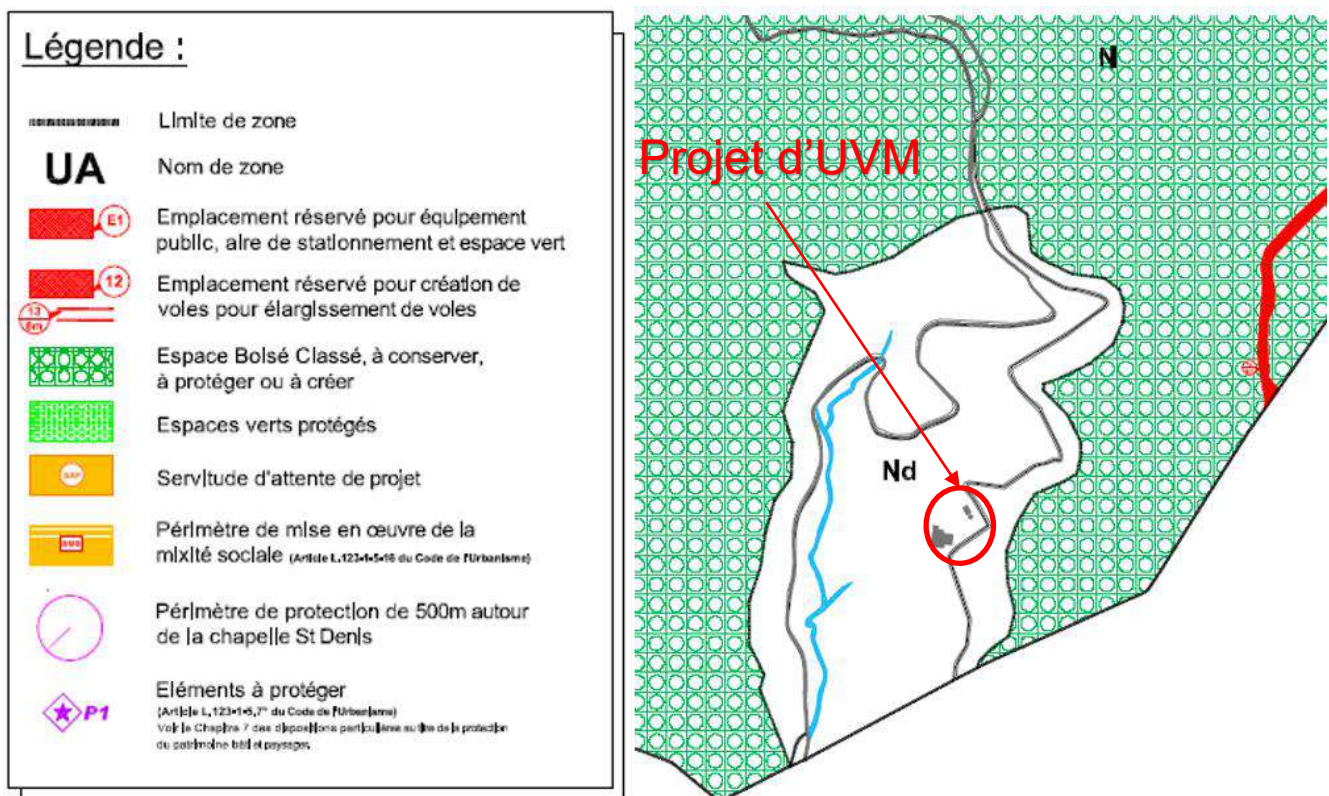 Légende :
Limite de zone
UA
Nom de zone
E1
Emplacement réservé pour équipement
public, aire de stationnement et espace vert
12
Emplacement réservé pour création de
voies pour élargissement de voies
13
8m
Espace Boisé Classé, à conserver,
à protéger ou à créer
Espaces verts protégés
SAP
Servitude d'attente de projet
Périmètre de mise en œuvre de la
mixité sociale (Article L.123-1-5-16 du Code de l'Urbanisme)
Périmètre de protection de 500m autour
de la chapelle St Denis
P1
Eléments à protéger
(Article L.123-1-5,7° du Code de l'Urbanisme)
Voir le Chapitre 7 des dispositions particulières au titre de la protection
du patrimoine bâti et paysager.
N
Projet d'UVM
Nd